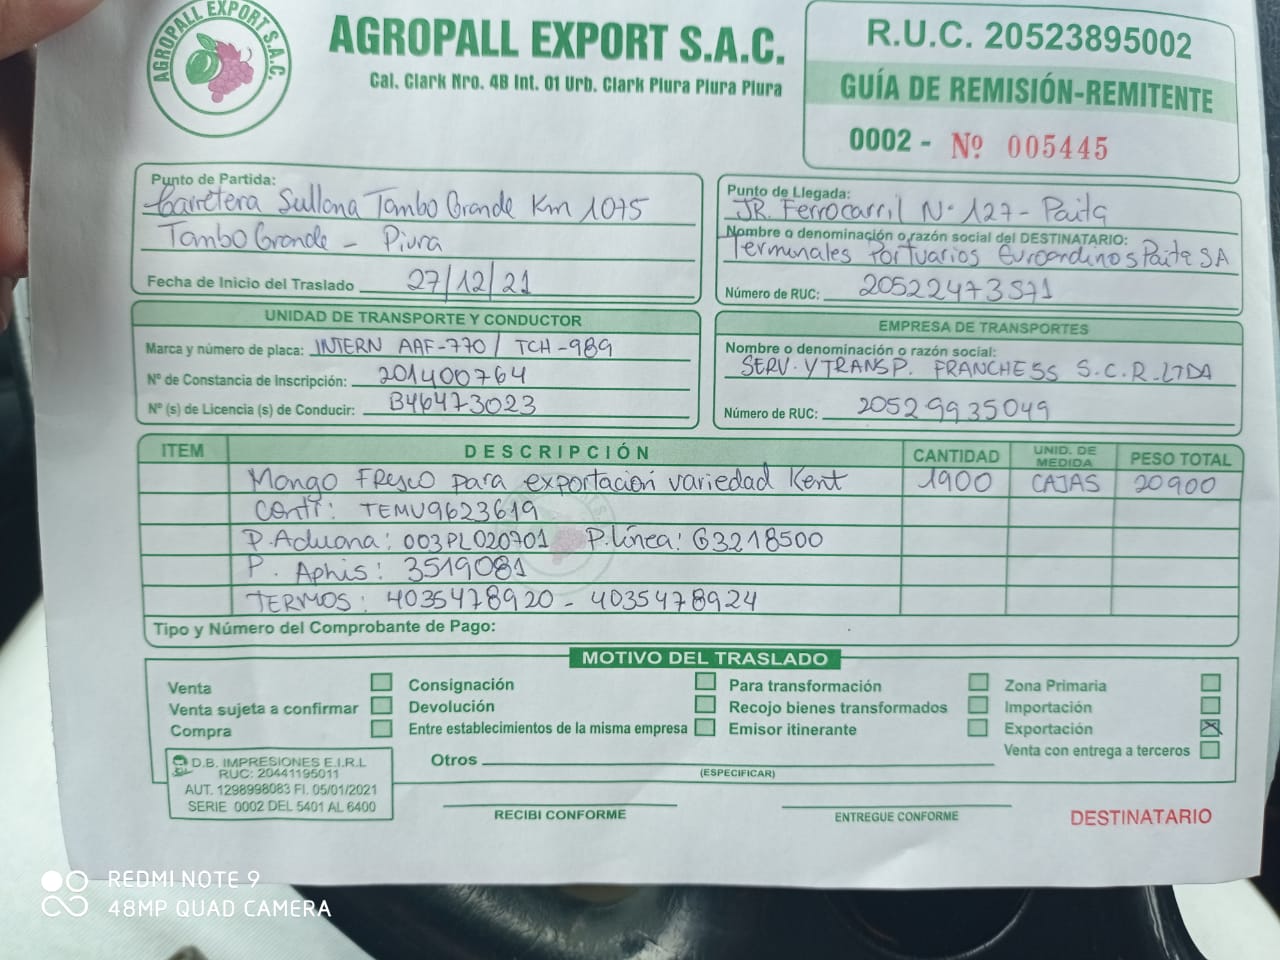 AGROPALL EXPORT S.A.C.
AGROPALL EXPORT S.A.C.
Cal. Clark Nro. 4B Int. 01 Urb. Clark Piura Piura Piura
R.U.C. 20523895002
GUÍA DE REMISIÓN-REMITENTE
0002 - Nº 005445
Punto de Partida:
Carretera Sullana Tambo Grande Km 1075
Tambo Grande - Piura
Fecha de Inicio del Traslado 27/12/21
Punto de Llegada:
JR. Ferrocarril N° 127 - Paita
Nombre o denominación o razón social del DESTINATARIO:
Terminales Portuarios Euroandinos Paita SA
Número de RUC: 20522473571
UNIDAD DE TRANSPORTE Y CONDUCTOR
Marca y número de placa: INTERN AAF-770 / TCH-989
Nº de Constancia de Inscripción: 201400764
Nº (s) de Licencia (s) de Conducir: B46473023
EMPRESA DE TRANSPORTES
Nombre o denominación o razón social:
SERV. Y TRANSP. FRANCHESS S.C.R.LTDA
Número de RUC: 20529935049
ITEM DESCRIPCIÓN CANTIDAD UNID. DE MEDIDA PESO TOTAL
Mango Fresco para exportación variedad Kent 1900 CAJAS 20900
Cont: TEMU9623619
P. Aduana: 003PL020701 P. línea: G3218500
P. Aphis: 3519081
TERMOS: 4035478920 - 4035478924
Tipo y Número del Comprobante de Pago:
MOTIVO DEL TRASLADO
Venta
Venta sujeta a confirmar
Compra
Consignación
Devolución
Entre establecimientos de la misma empresa
Para transformación
Recojo bienes transformados
Emisor itinerante
Zona Primaria
Importación
Exportación X
Venta con entrega a terceros
Otros
(ESPECIFICAR)
D.B. IMPRESIONES E.I.R.L
RUC: 20441195011
AUT. 1298998083 FI. 05/01/2021
SERIE 0002 DEL 5401 AL 6400
RECIBI CONFORME
ENTREGUE CONFORME
DESTINATARIO
REDMI NOTE 9
48MP QUAD CAMERA